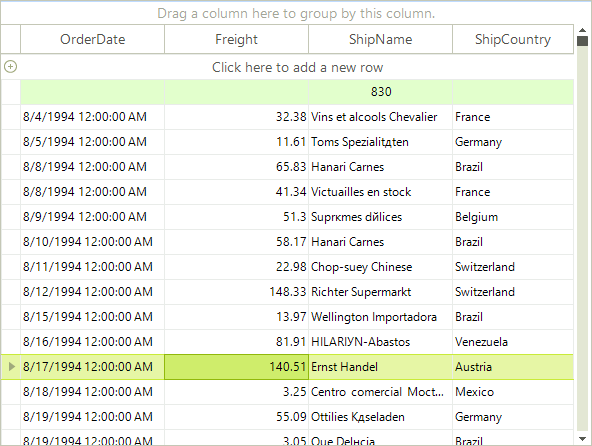 Drag a column here to group by this column.
OrderDate Freight ShipName ShipCountry
Click here to add a new row
830
8/4/1994 12:00:00 AM 32.38 Vins et alcools Chevalier France
8/5/1994 12:00:00 AM 11.61 Toms Spezialitдten Germany
8/8/1994 12:00:00 AM 65.83 Hanari Carnes Brazil
8/8/1994 12:00:00 AM 41.34 Victuailles en stock France
8/9/1994 12:00:00 AM 51.3 Suprкmes dйlices Belgium
8/10/1994 12:00:00 AM 58.17 Hanari Carnes Brazil
8/11/1994 12:00:00 AM 22.98 Chop-suey Chinese Switzerland
8/12/1994 12:00:00 AM 148.33 Richter Supermarkt Switzerland
8/15/1994 12:00:00 AM 13.97 Wellington Importadora Brazil
8/16/1994 12:00:00 AM 81.91 HILARIУN-Abastos Venezuela
8/17/1994 12:00:00 AM 140.51 Ernst Handel Austria
8/18/1994 12:00:00 AM 3.25 Centro comercial Moct... Mexico
8/19/1994 12:00:00 AM 55.09 Ottilies Kдseladen Germany
8/19/1994 12:00:00 AM 3.05 Que Delнcia Brazil